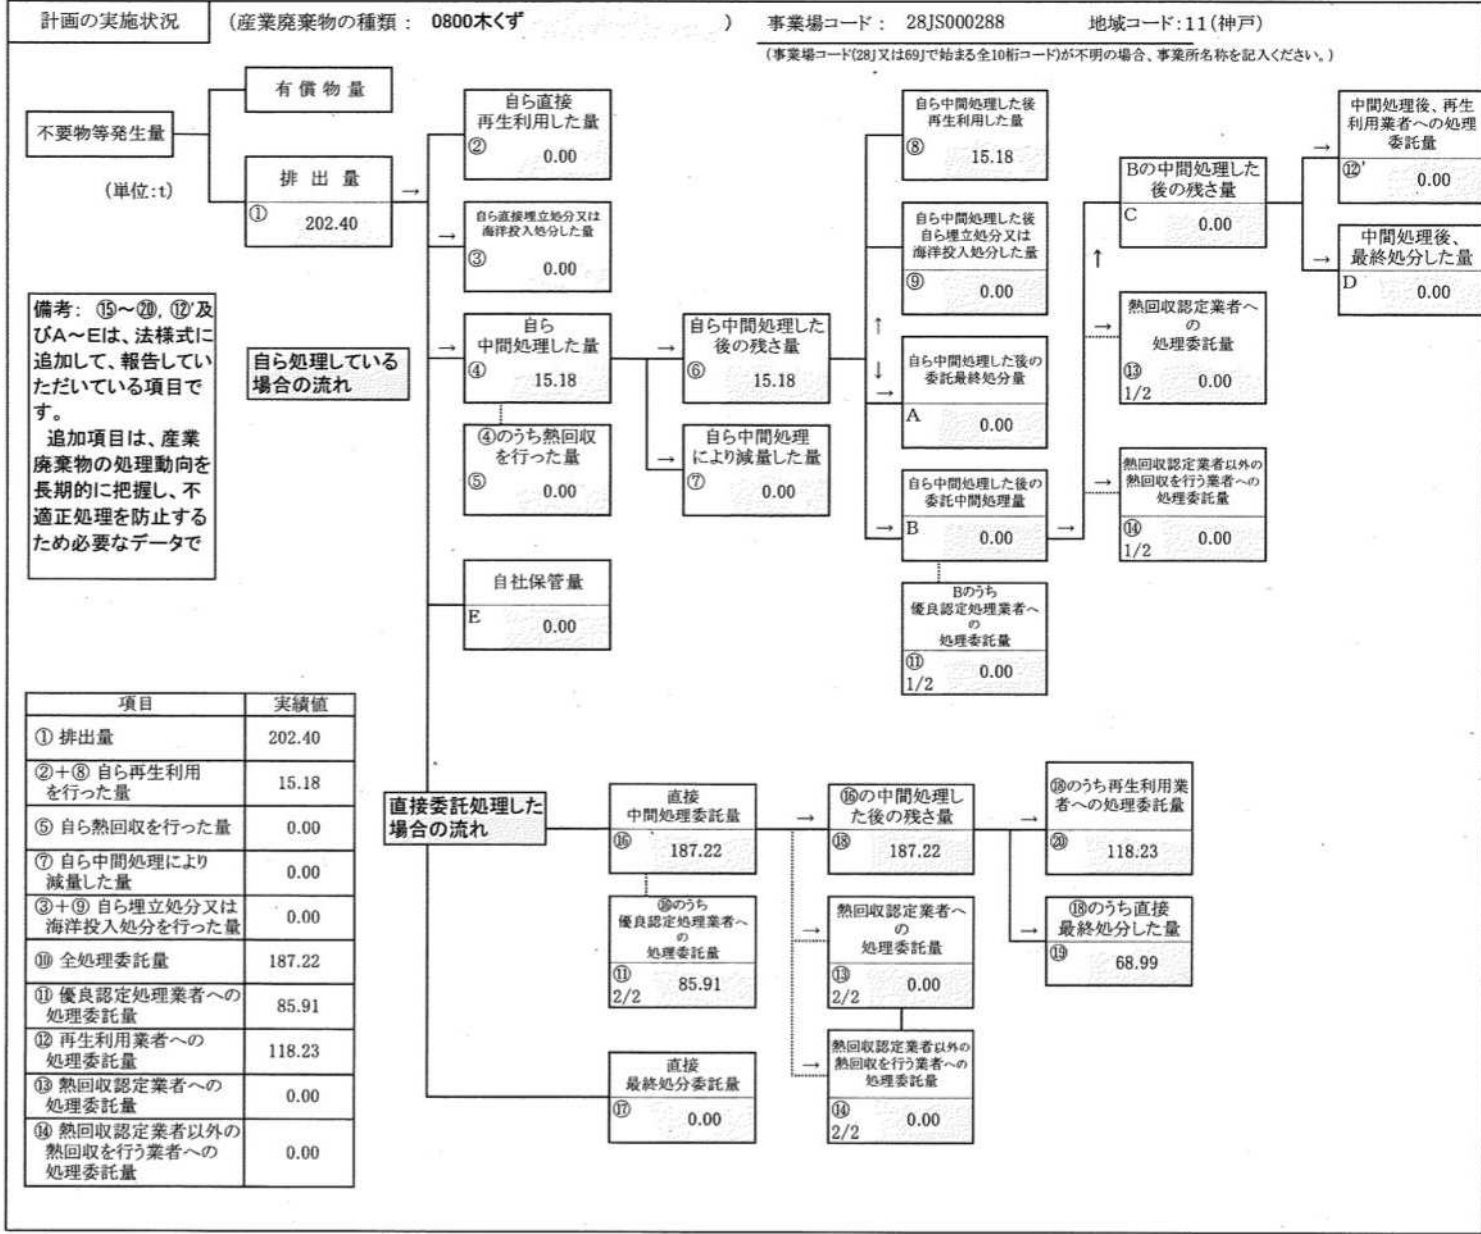 計画の実施状況
(産業廃棄物の種類: 0800木くず )
事業場コード: 28JS000288
地域コード:11(神戸)
(事業場コード(28J又は69Jで始まる全10桁コード)が不明の場合、事業所名称を記入ください。)
不要物等発生量
(単位:t)
有償物量
排出量
→
① 202.40
備考: ⑮~⑳, ⑫'及
びA~Eは、法様式に
追加して、報告してい
ただいている項目で
す。
追加項目は、産業
廃棄物の処理動向を
長期的に把握し、不
適正処理を防止する
ため必要なデータで
自ら処理している
場合の流れ
自ら直接
再生利用した量
② 0.00
→
自ら直接埋立処分又は
海洋投入処分した量
③ 0.00
→
自ら
中間処理した量
④ 15.18
④のうち熱回収
を行った量
⑤ 0.00
自社保管量
E 0.00
→
自ら中間処理した
後の残さ量
⑥ 15.18
→
自ら中間処理
により減量した量
⑦ 0.00
自ら中間処理した後
再生利用した量
⑧ 15.18
自ら中間処理した後
自ら埋立処分又は
海洋投入処分した量
⑨ 0.00
↑
↓
→
自ら中間処理した後の
委託最終処分量
A 0.00
→
自ら中間処理した後の
委託中間処理量
B 0.00
→
Bのうち
優良認定処理業者へ
の
処理委託量
⑪
1/2 0.00
↑
Bの中間処理した
後の残さ量
C 0.00
→
熱回収認定業者へ
の
処理委託量
⑬
1/2 0.00
→
熱回収認定業者以外の
熱回収を行う業者への
処理委託量
⑭
1/2 0.00
→
中間処理後、再生
利用業者への処理
委託量
⑫' 0.00
→
中間処理後、
最終処分した量
D 0.00
項目 実績値
① 排出量 202.40
②+⑧ 自ら再生利用
を行った量 15.18
⑤ 自ら熱回収を行った量 0.00
⑦ 自ら中間処理により
減量した量 0.00
③+⑨ 自ら埋立処分又は
海洋投入処分を行った量 0.00
⑩ 全処理委託量 187.22
⑪ 優良認定処理業者への
処理委託量 85.91
⑫ 再生利用業者への
処理委託量 118.23
⑬ 熱回収認定業者への
処理委託量 0.00
⑭ 熱回収認定業者以外の
熱回収を行う業者への
処理委託量 0.00
直接委託処理した
場合の流れ
直接
中間処理委託量
⑯ 187.22
⑯のうち
優良認定処理業者へ
の
処理委託量
⑪
2/2 85.91
直接
最終処分委託量
⑰ 0.00
→
⑯の中間処理し
た後の残さ量
⑱ 187.22
→
熱回収認定業者へ
の
処理委託量
⑬
2/2 0.00
→
熱回収認定業者以外の
熱回収を行う業者への
処理委託量
⑭
2/2 0.00
→
⑱のうち再生利用業
者への処理委託量
⑳ 118.23
→
⑱のうち直接
最終処分した量
⑲ 68.99